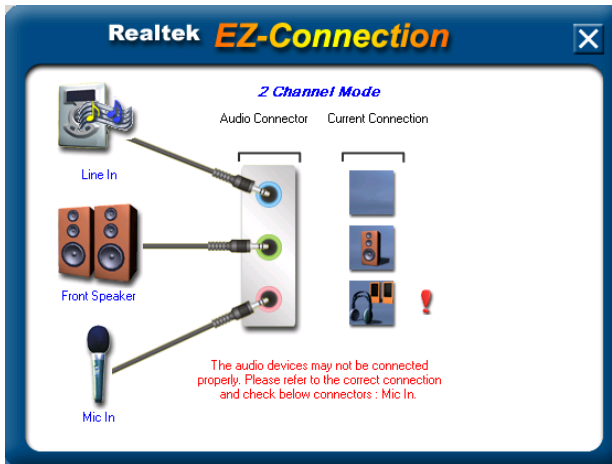 Realtek EZ-Connection
2 Channel Mode
Audio Connector Current Connection
Line In
Front Speaker
Mic In
The audio devices may not be connected
properly. Please refer to the correct connection
and check below connectors : Mic In.